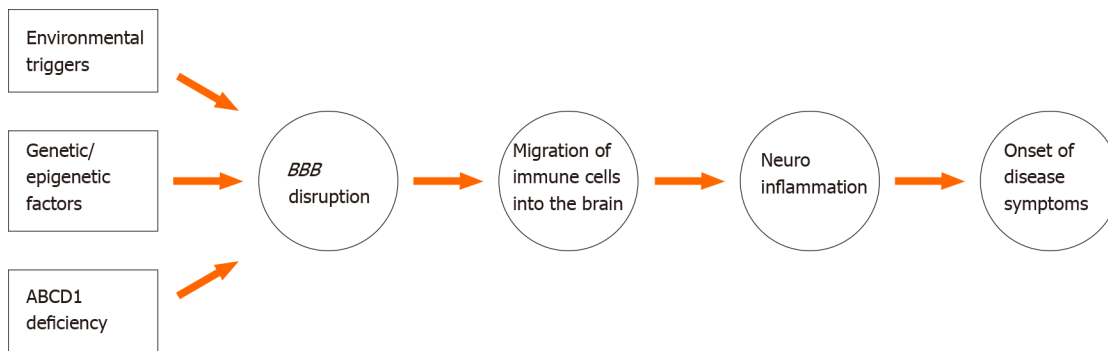 Environmental
triggers
Genetic/
epigenetic
factors
ABCD1
deficiency
BBB
disruption
Migration of
immune cells
into the brain
Neuro
inflammation
Onset of
disease
symptoms